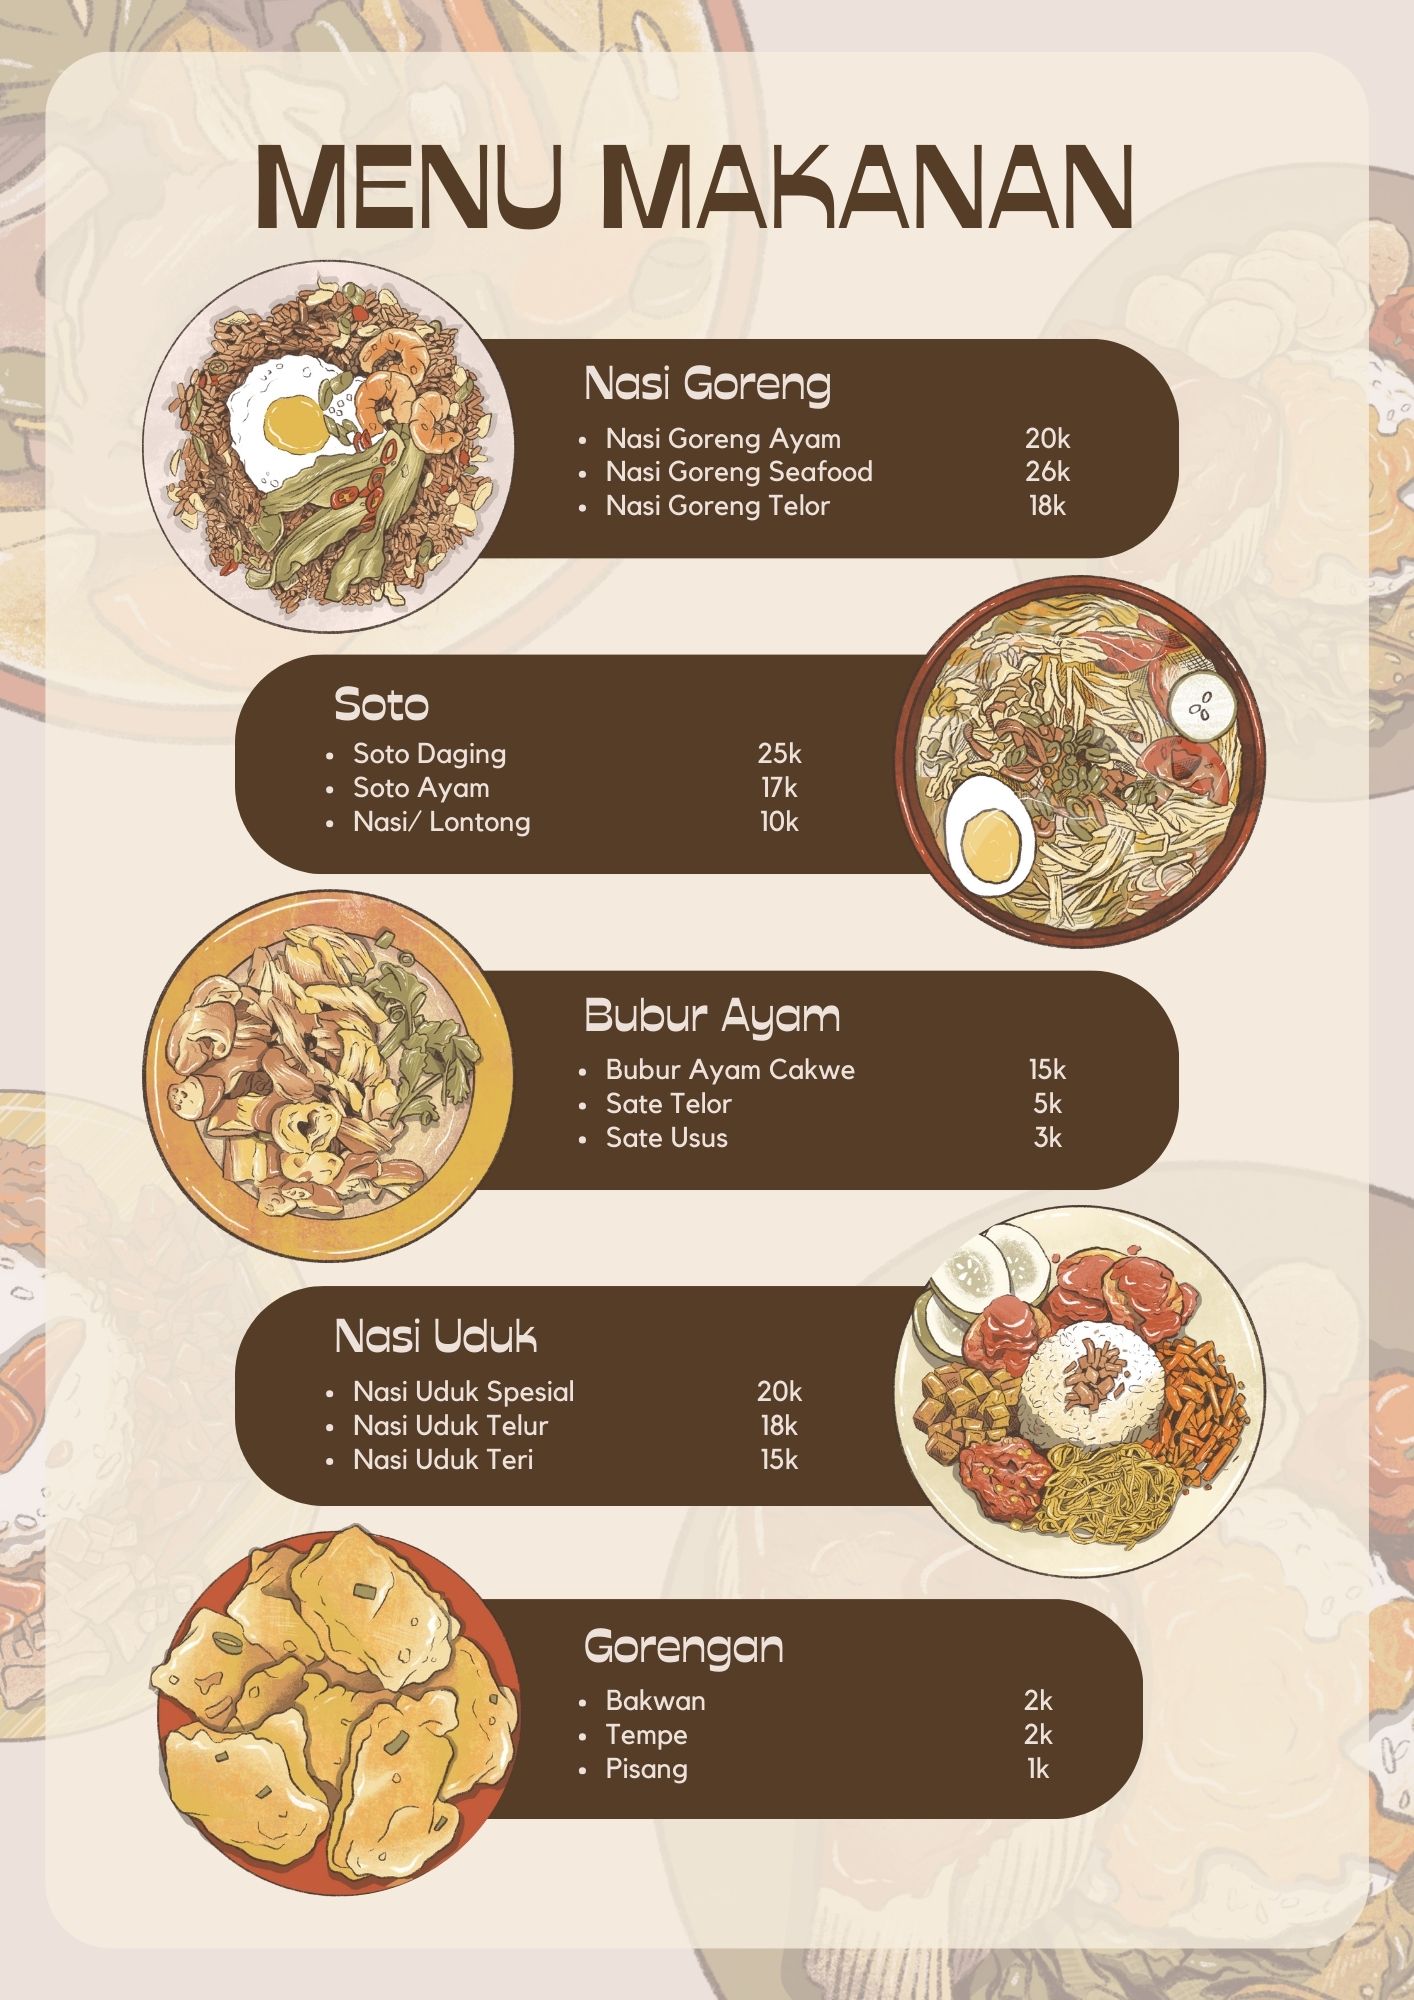 MENU MAKANAN
Nasi Goreng
• Nasi Goreng Ayam 20k
• Nasi Goreng Seafood 26k
• Nasi Goreng Telor 18k
Soto
• Soto Daging 25k
• Soto Ayam 17k
• Nasi/ Lontong 10k
Bubur Ayam
• Bubur Ayam Cakwe 15k
• Sate Telor 5k
• Sate Usus 3k
Nasi Uduk
• Nasi Uduk Spesial 20k
• Nasi Uduk Telur 18k
• Nasi Uduk Teri 15k
Gorengan
• Bakwan 2k
• Tempe 2k
• Pisang 1k